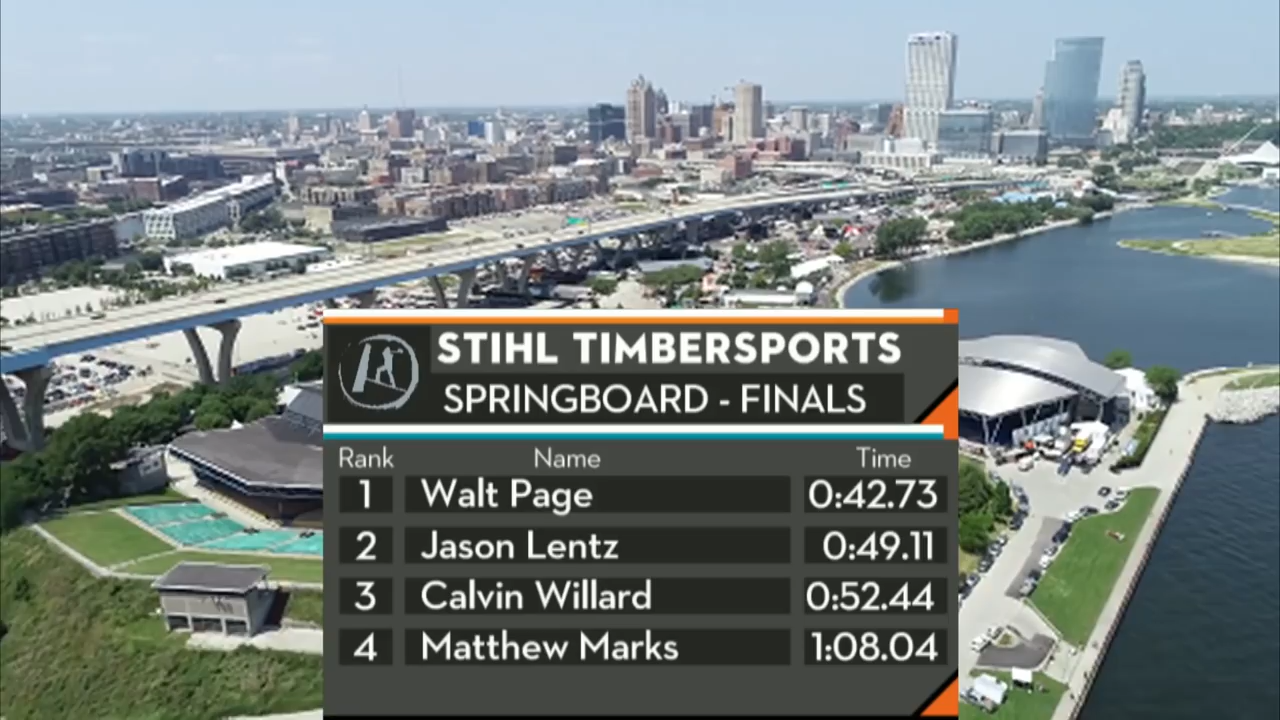 STIHL TIMBERSPORTS
SPRINGBOARD - FINALS
Rank Name Time
1 Walt Page 0:42.73
2 Jason Lentz 0:49.11
3 Calvin Willard 0:52.44
4 Matthew Marks 1:08.04